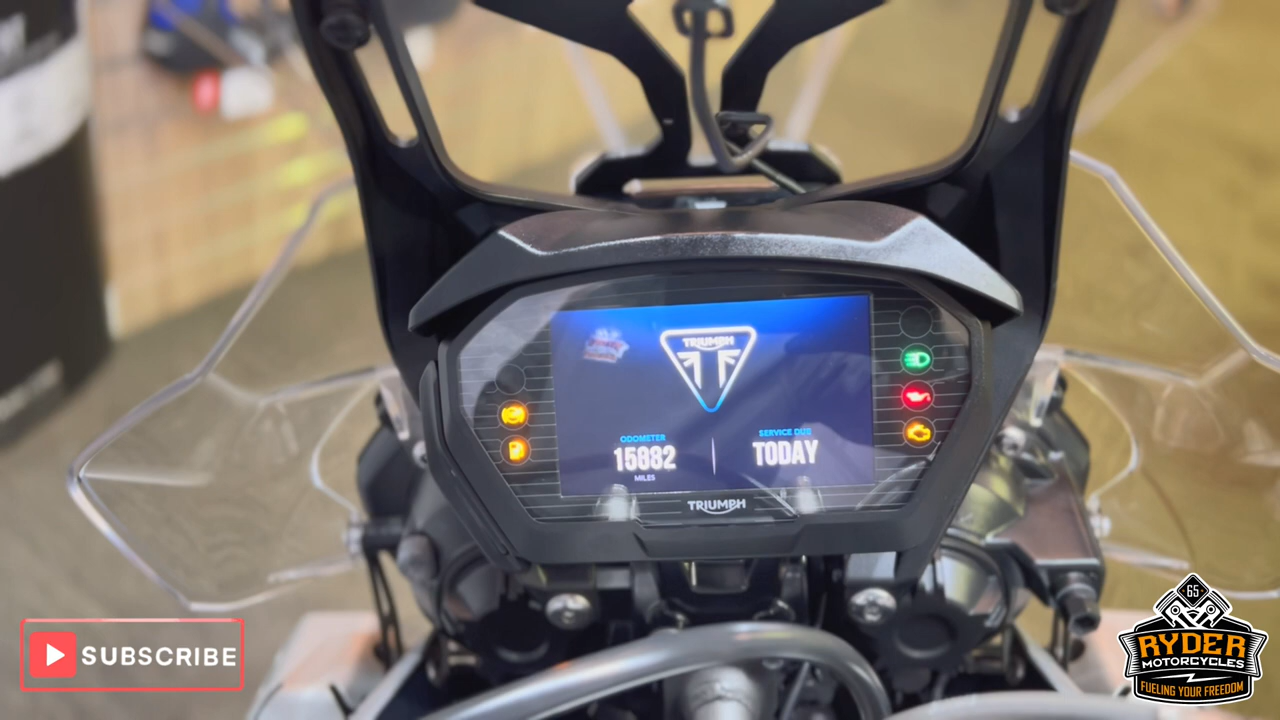 TRIUMPH
ODOMETER
15882
MILES
SERVICE DUE
TODAY
TRIUMPH
SUBSCRIBE
65
RYDER
MOTORCYCLES
FUELING YOUR FREEDOM